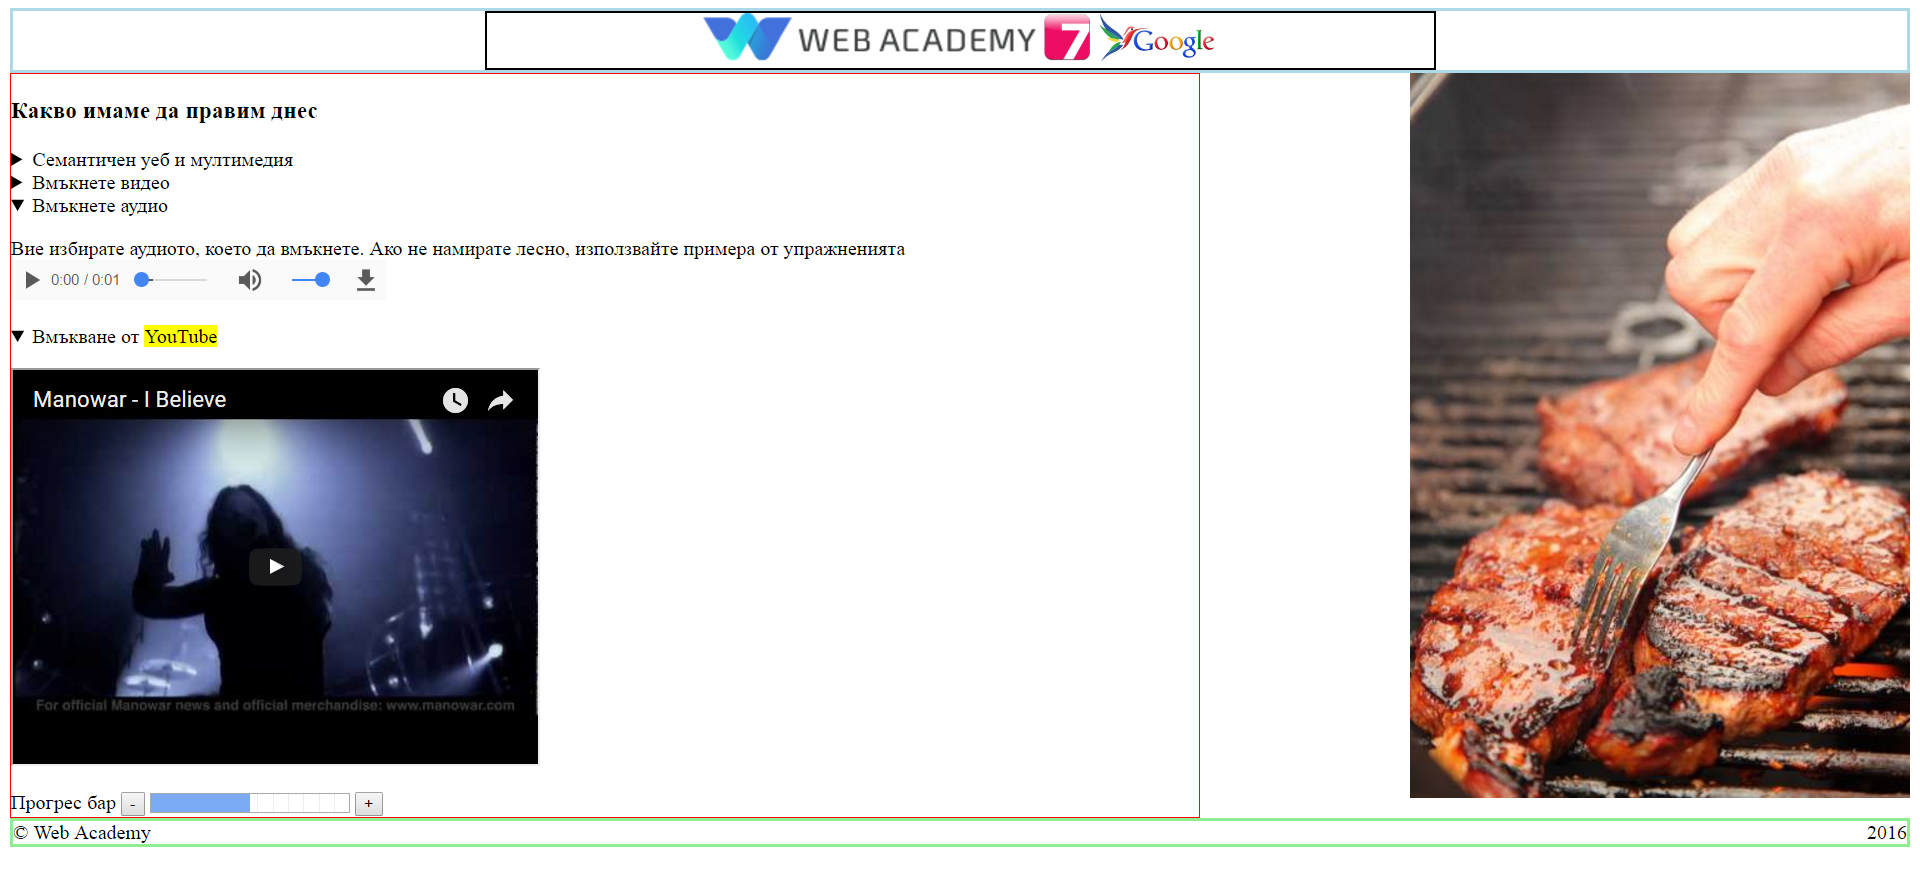 WEB ACADEMY 7 Google
Какво имаме да правим днес
Семантичен уеб и мултимедия
Вмъкнете видео
Вмъкнете аудио
Вие избирате аудиото, което да вмъкнете. Ако не намирате лесно, използвайте примера от упражненията
0:00 / 0:01
Вмъкване от YouTube
Manowar - I Believe
For official Manowar news and official merchandise: www.manowar.com
Прогрес бар - +
© Web Academy 2016